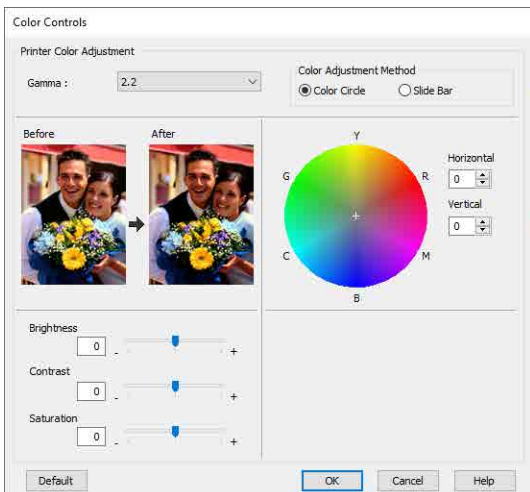 Color Controls
Printer Color Adjustment
Gamma :
2.2
Color Adjustment Method
Color Circle
Slide Bar
Before
After
Y
G
R
C
M
B
Horizontal
0
Vertical
0
Brightness
0
-
+
Contrast
0
-
+
Saturation
0
-
+
Default
OK
Cancel
Help